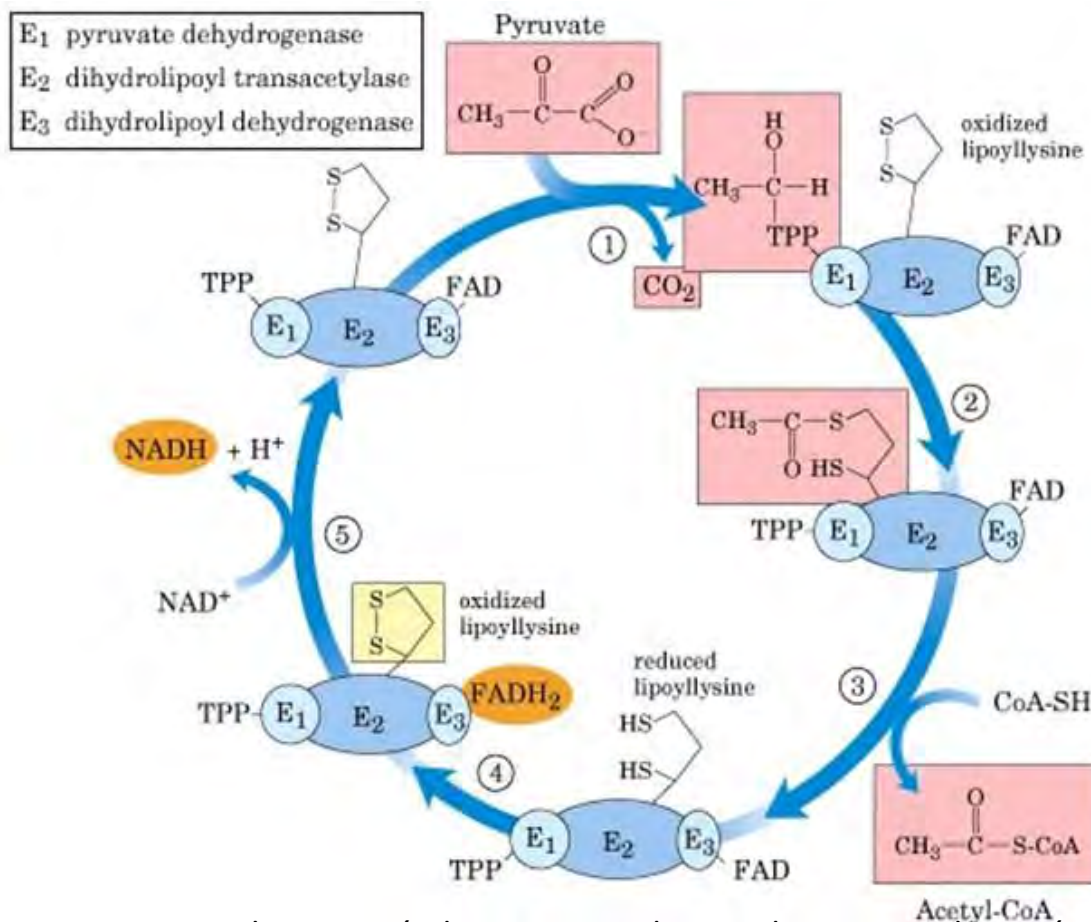 E₁ pyruvate dehydrogenase
E₂ dihydrolipoyl transacetylase
E₃ dihydrolipoyl dehydrogenase
Pyruvate
O
O
CH₃—C—C
O⁻
H
O
CH₃—C—H
TPP
S
S
oxidized
lipoyllysine
FAD
E₁ E₂ E₃
①
CO₂
S
S
TPP
FAD
E₁ E₂ E₃
②
CH₃—C—S
O HS
TPP
FAD
E₁ E₂ E₃
NADH + H⁺
⑤
NAD⁺
S
S
oxidized
lipoyllysine
TPP
E₁ E₂ E₃
FADH₂
reduced
lipoyllysine
HS
HS
③
CoA-SH
④
E₁ E₂ E₃
TPP
FAD
O
CH₃—C—S-CoA
Acetyl-CoA